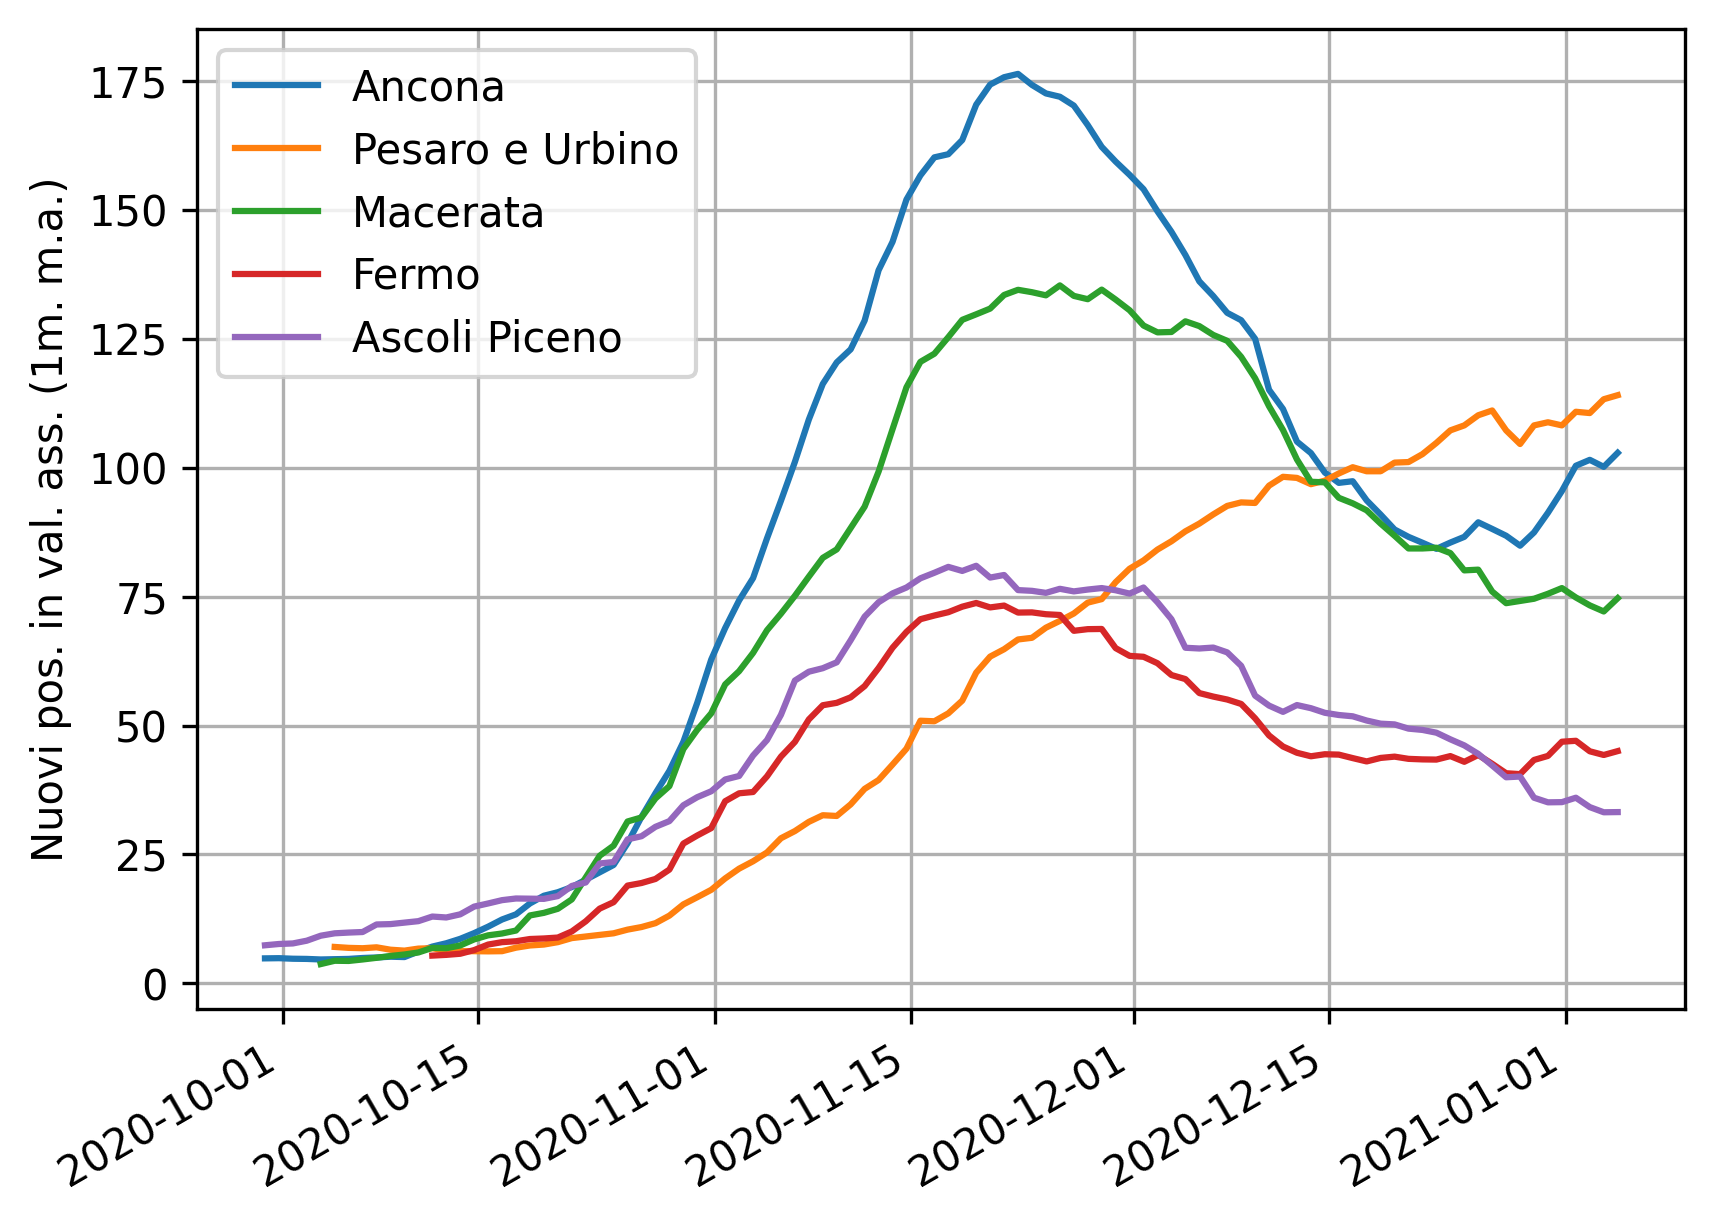 Nuovi pos. in val. ass. (1m. m.a.)
175
150
125
100
75
50
25
0
Ancona
Pesaro e Urbino
Macerata
Fermo
Ascoli Piceno
2020-10-01
2020-10-15
2020-11-01
2020-11-15
2020-12-01
2020-12-15
2021-01-01